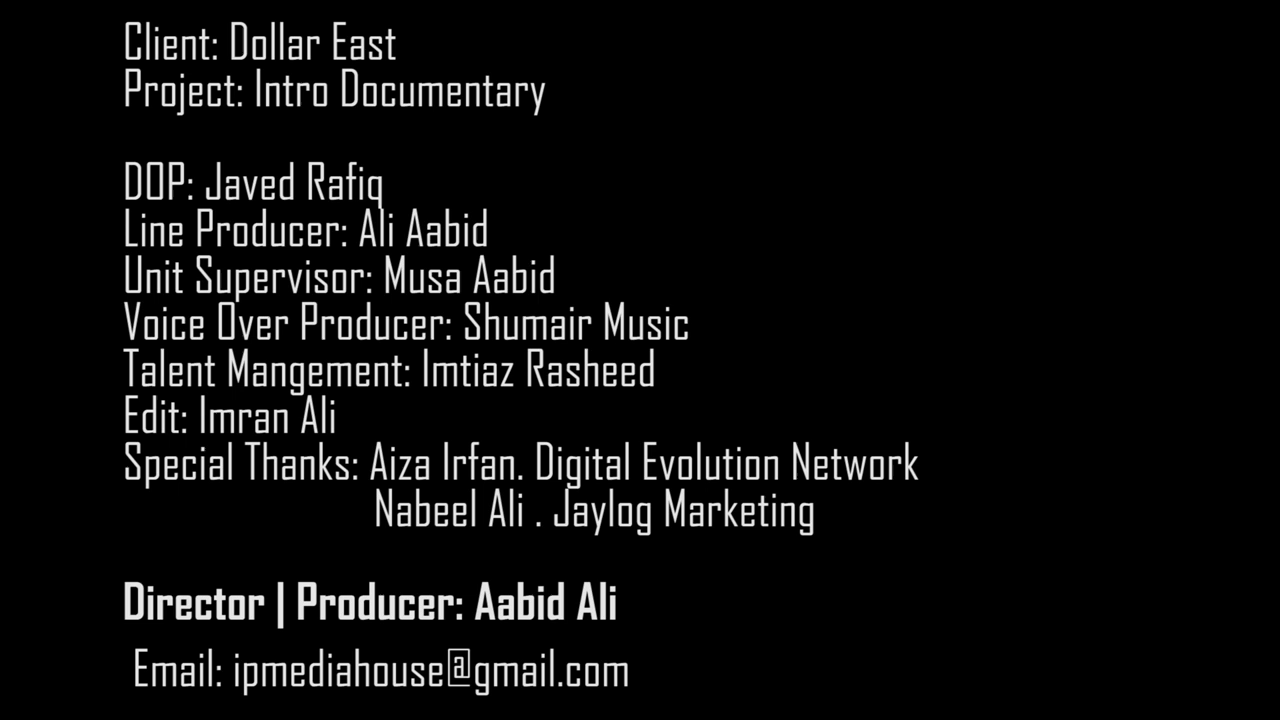 Client: Dollar East
Project: Intro Documentary
DOP: Javed Rafiq
Line Producer: Ali Aabid
Unit Supervisor: Musa Aabid
Voice Over Producer: Shumair Music
Talent Mangement: Imtiaz Rasheed
Edit: Imran Ali
Special Thanks: Aiza Irfan. Digital Evolution Network
Nabeel Ali . Jaylog Marketing
Director | Producer: Aabid Ali
Email: ipmediahouse@gmail.com